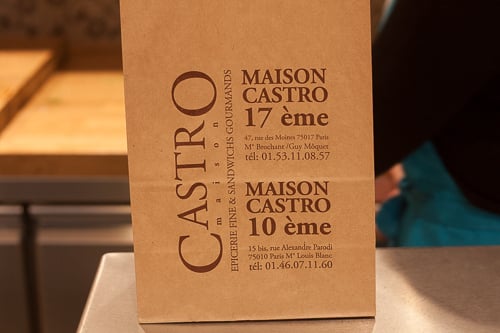 CASTRO
maison
EPICERIE FINE & SANDWICHS GOURMANDS
MAISON
CASTRO
17 ème
47, rue des Moines 75017 Paris
M° Brochant /Guy Môquet
tél: 01.53.11.08.57
MAISON
CASTRO
10 ème
15 bis, rue Alexandre Parodi
75010 Paris M° Louis Blanc
tél: 01.46.07.11.60